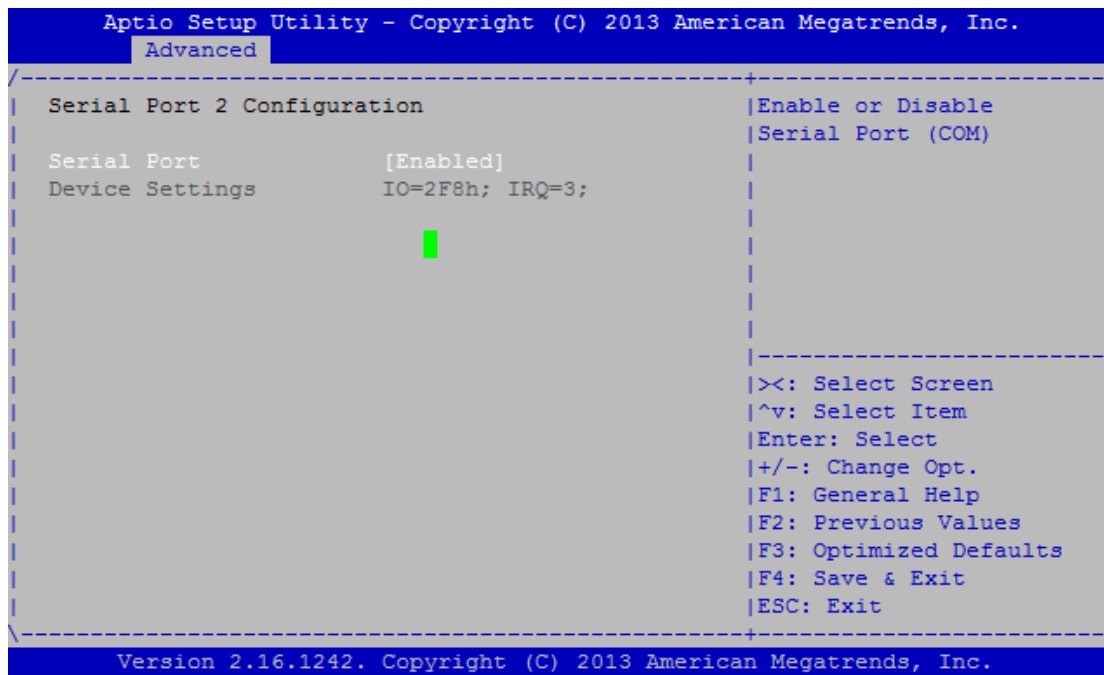 Aptio Setup Utility - Copyright (C) 2013 American Megatrends, Inc.
Advanced
Serial Port 2 Configuration
Serial Port [Enabled]
Device Settings IO=2F8h; IRQ=3;
Enable or Disable
Serial Port (COM)
><: Select Screen
^v: Select Item
Enter: Select
+/-: Change Opt.
F1: General Help
F2: Previous Values
F3: Optimized Defaults
F4: Save & Exit
ESC: Exit
Version 2.16.1242. Copyright (C) 2013 American Megatrends, Inc.